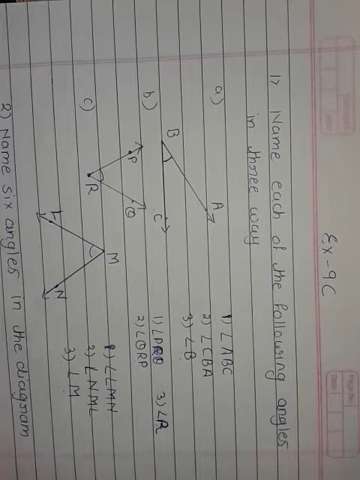 Ex-9C
1) Name each of the following angles
in three way
a)
B
A
C
1) ∠ABC
2) ∠CBA
3) ∠B
b)
P
R
Q
1) ∠PRQ
3) ∠R
2) ∠QRP
c)
M
L
N
1) ∠LMN
2) ∠NML
3) ∠M
2) Name six angles in the diagram